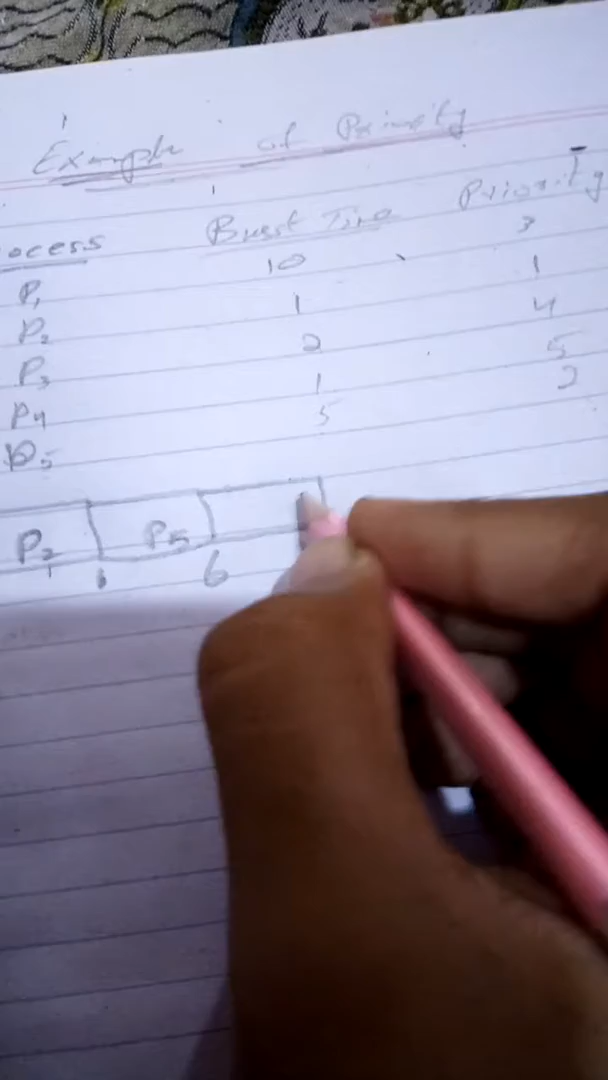 Example of Priority
ocess Burst Time Priority
P1 10 3
P2 1 1
P3 2 4
P4 1 5
P5 5 2
P2 P5
1 6